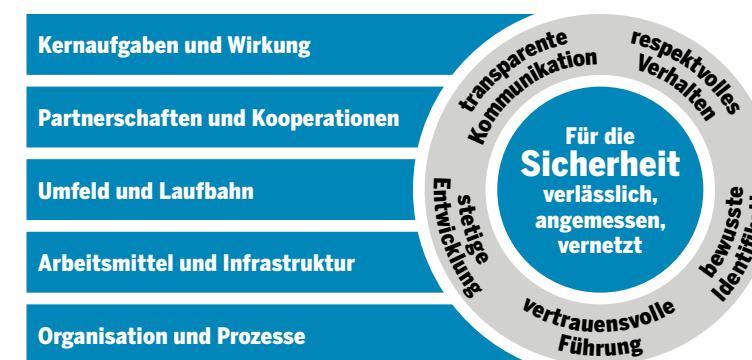 Kernaufgaben und Wirkung
Partnerschaften und Kooperationen
Umfeld und Laufbahn
Arbeitsmittel und Infrastruktur
Organisation und Prozesse
transparente
Kommunikation
respektvolles
Verhalten
bewusste
vertrauensvolle
Führung
stetige
Entwicklung
Für die
Sicherheit
verlässlich,
angemessen,
vernetzt